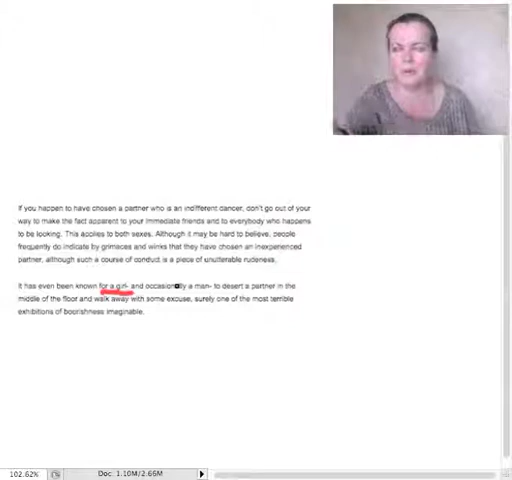 If you happen to have chosen a partner who is an indifferent dancer, don't go out of your
way to make the fact apparent to your immediate friends and to everybody who happens
to be looking. This applies to both sexes. Although it may be hard to believe, people
frequently do indicate by grimaces and winks that they have chosen an inexperienced
partner, although such a course of conduct is a piece of unutterable rudeness.
It has even been known for a girl- and occasionally a man- to desert a partner in the
middle of the floor and walk away with some excuse, surely one of the most terrible
exhibitions of boorishness imaginable.
102.62% Doc: 1.10M/2.66M